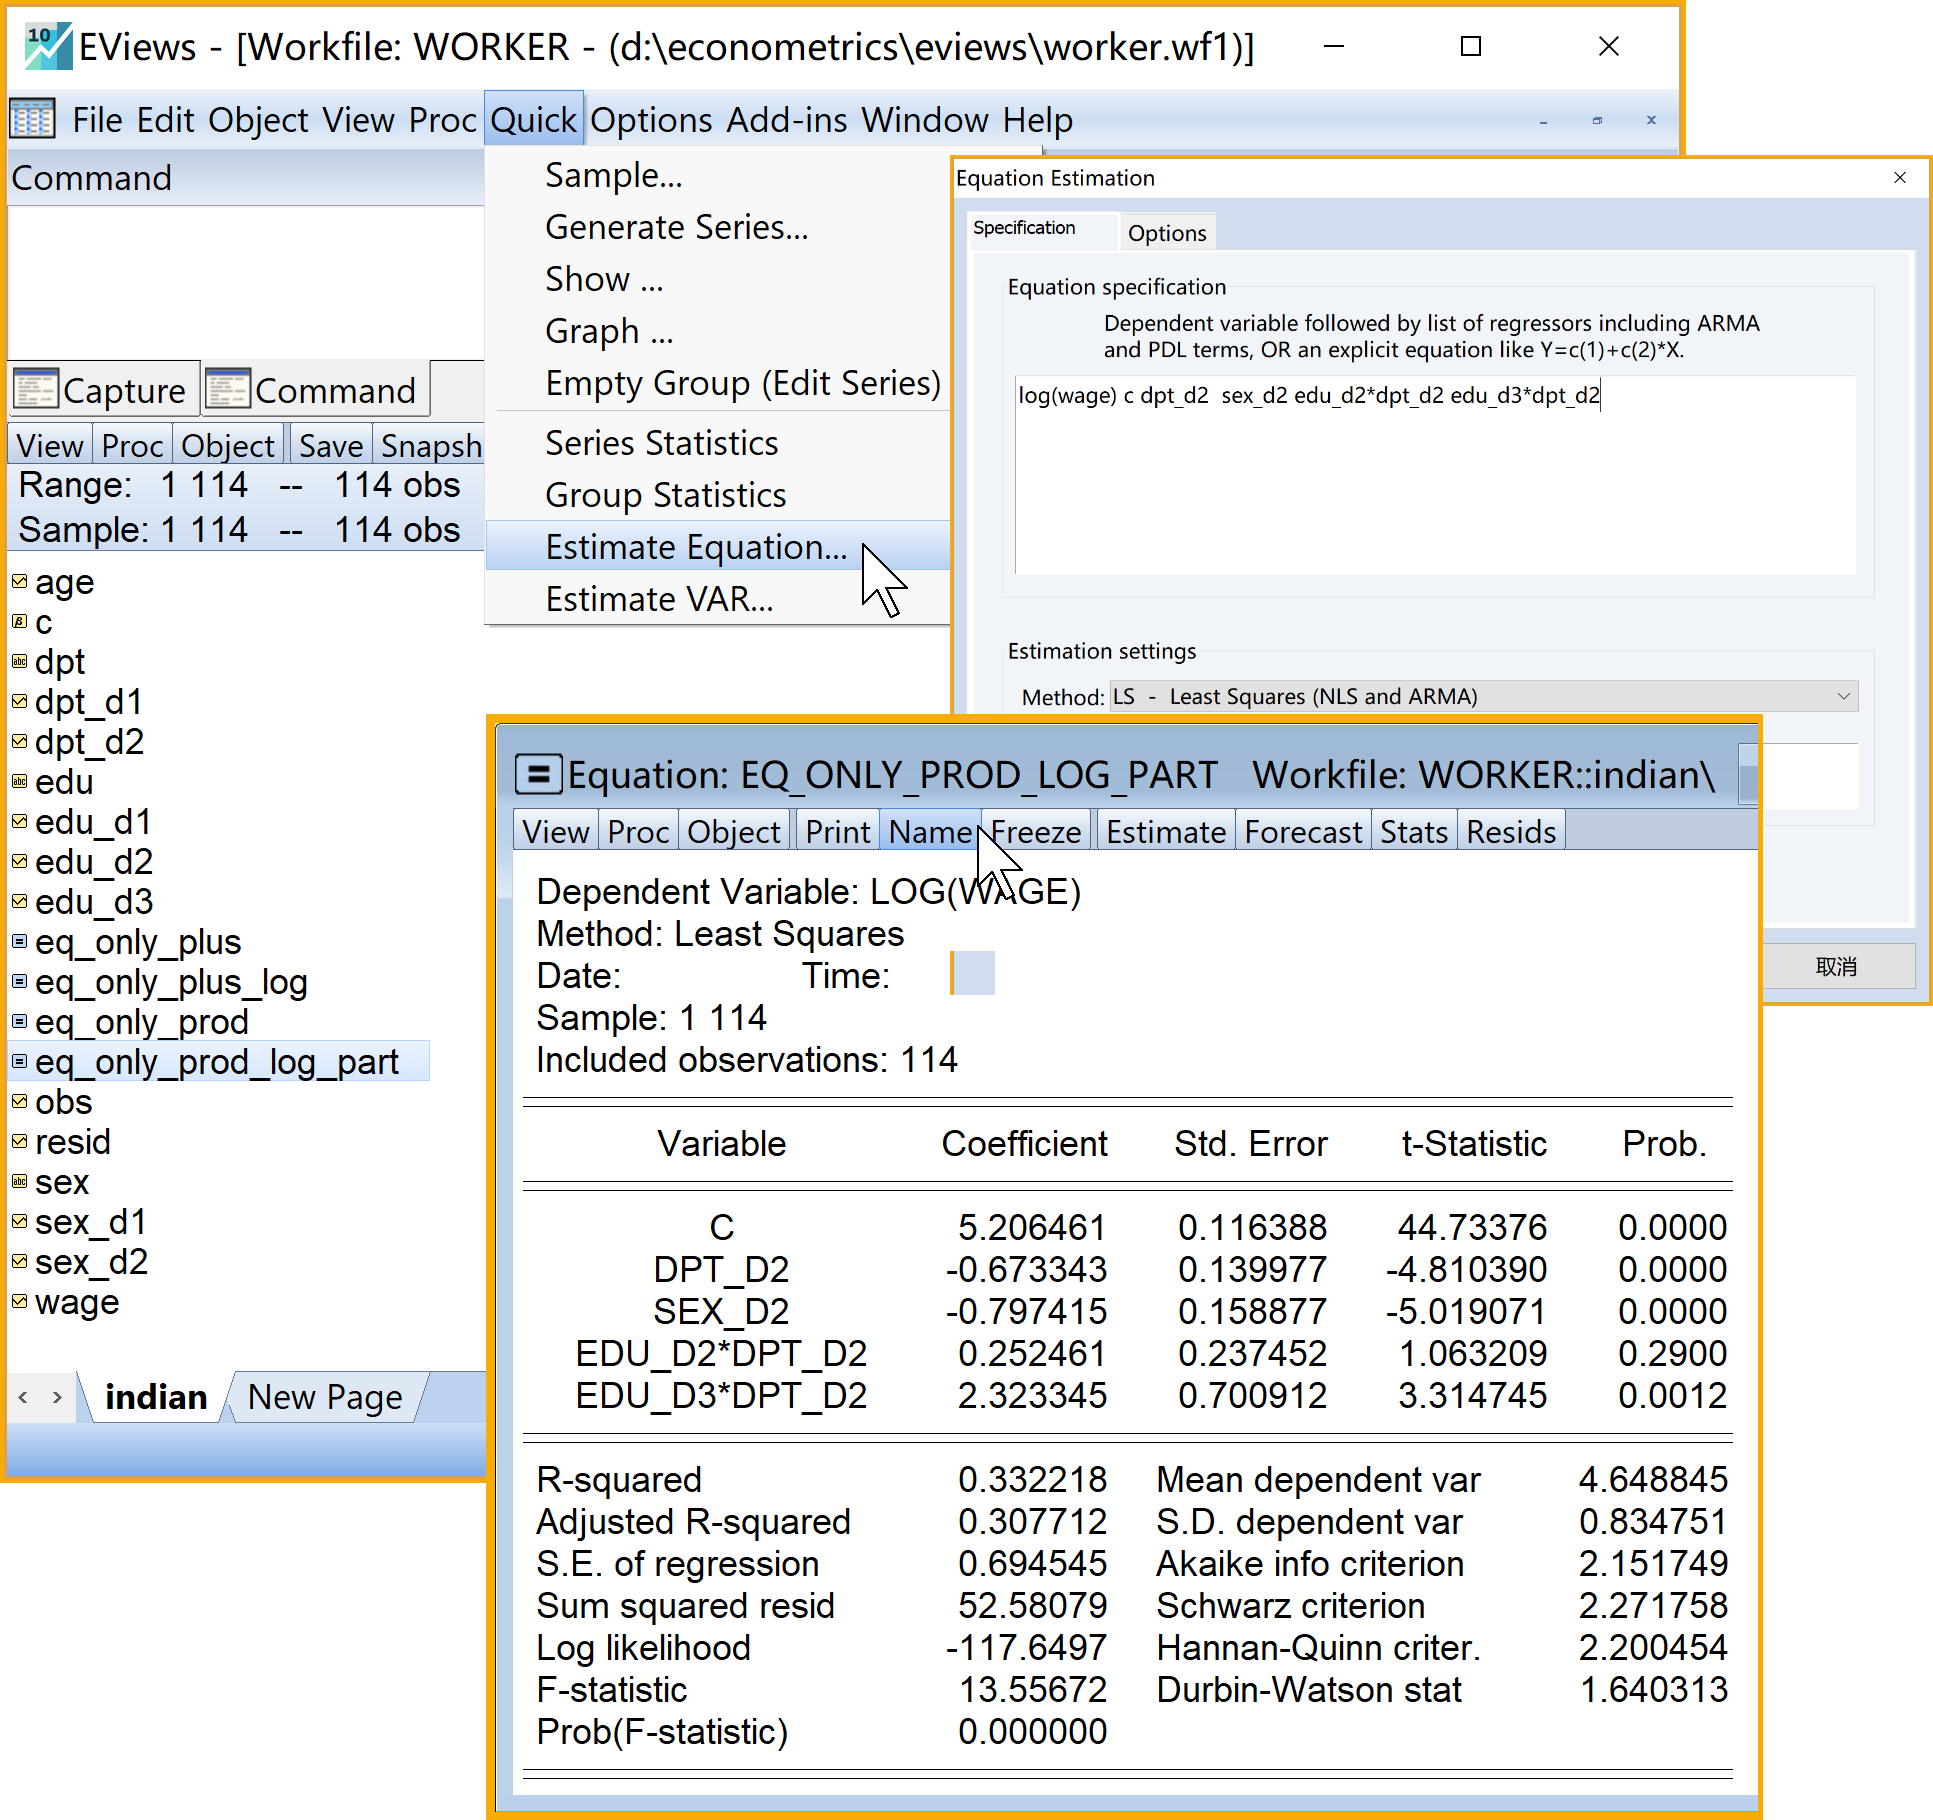 10 EViews - [Workfile: WORKER - (d:\econometrics\eviews\worker.wf1)]
File Edit Object View Proc Quick Options Add-ins Window Help
Command
Sample...
Generate Series...
Show ...
Graph ...
Empty Group (Edit Series)
Series Statistics
Group Statistics
Estimate Equation...
Estimate VAR...
Capture Command
View Proc Object Save Snapsh
Range: 1 114 -- 114 obs
Sample: 1 114 -- 114 obs
age
β c
abc dpt
dpt_d1
dpt_d2
abc edu
edu_d1
edu_d2
edu_d3
eq_only_plus
eq_only_plus_log
eq_only_prod
eq_only_prod_log_part
obs
resid
abc sex
sex_d1
sex_d2
wage
indian New Page
Equation Estimation
Specification Options
Equation specification
Dependent variable followed by list of regressors including ARMA
and PDL terms, OR an explicit equation like Y=c(1)+c(2)*X.
log(wage) c dpt_d2  sex_d2 edu_d2*dpt_d2 edu_d3*dpt_d2
Estimation settings
Method: LS - Least Squares (NLS and ARMA)
取消
Equation: EQ_ONLY_PROD_LOG_PART Workfile: WORKER::indian\
View Proc Object Print Name Freeze Estimate Forecast Stats Resids
Dependent Variable: LOG(WAGE)
Method: Least Squares
Date: Time:
Sample: 1 114
Included observations: 114
Variable Coefficient Std. Error t-Statistic Prob.
C 5.206461 0.116388 44.73376 0.0000
DPT_D2 -0.673343 0.139977 -4.810390 0.0000
SEX_D2 -0.797415 0.158877 -5.019071 0.0000
EDU_D2*DPT_D2 0.252461 0.237452 1.063209 0.2900
EDU_D3*DPT_D2 2.323345 0.700912 3.314745 0.0012
R-squared 0.332218 Mean dependent var 4.648845
Adjusted R-squared 0.307712 S.D. dependent var 0.834751
S.E. of regression 0.694545 Akaike info criterion 2.151749
Sum squared resid 52.58079 Schwarz criterion 2.271758
Log likelihood -117.6497 Hannan-Quinn criter. 2.200454
F-statistic 13.55672 Durbin-Watson stat 1.640313
Prob(F-statistic) 0.000000